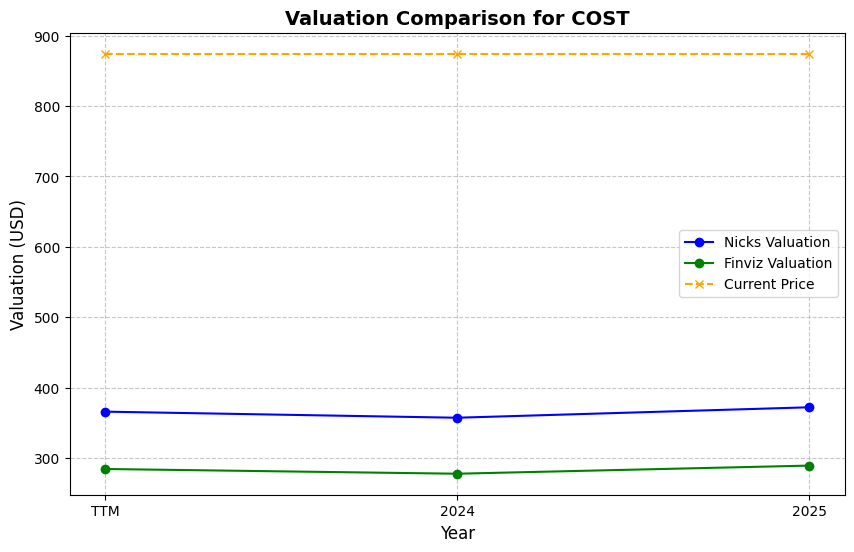 Valuation Comparison for COST
Valuation (USD)
900
800
700
600
500
400
300
Nicks Valuation
Finviz Valuation
Current Price
TTM
2024
2025
Year